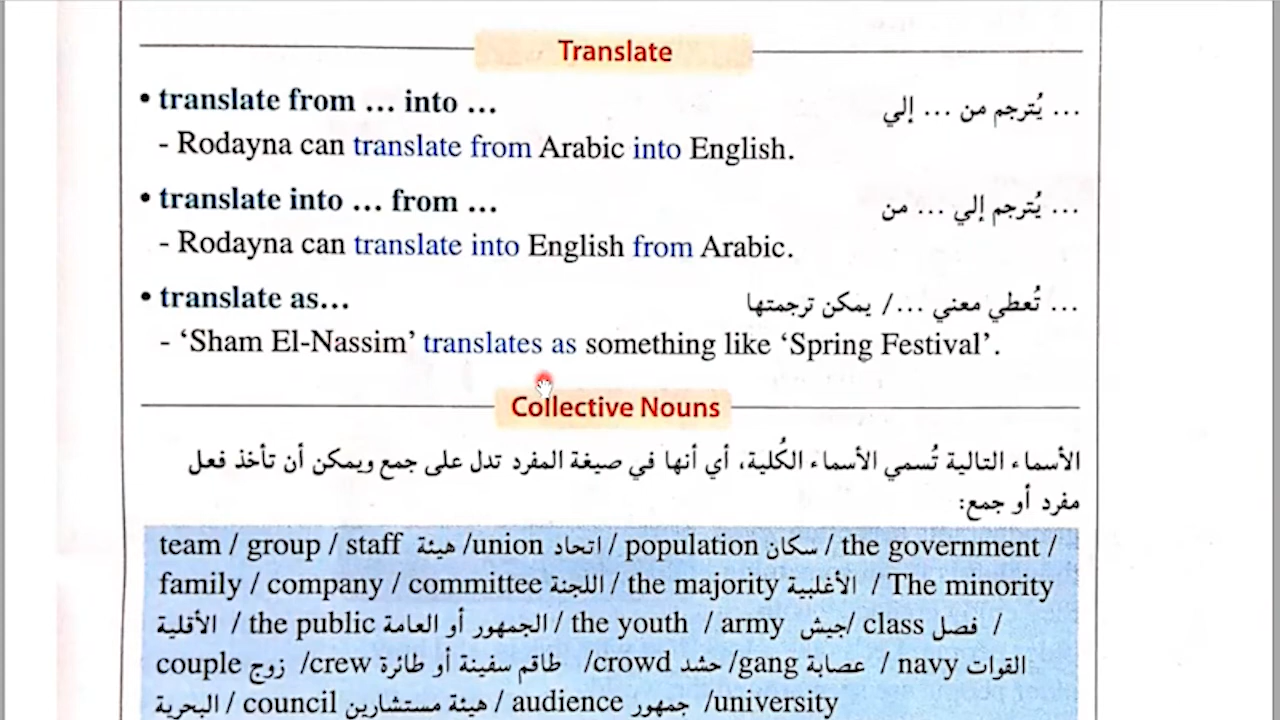 Translate
• translate from ... into ... ... يُترجم من ... إلي
- Rodayna can translate from Arabic into English.
• translate into ... from ... ... يُترجم إلي ... من
- Rodayna can translate into English from Arabic.
• translate as... ... تُعطي معني .../ يمكن ترجمتها
- ‘Sham El-Nassim’ translates as something like ‘Spring Festival’.
Collective Nouns
الأسماء التالية تُسمي الأسماء الكُلية، أي أنها في صيغة المفرد تدل على جمع ويمكن أن تأخذ فعل
مفرد أو جمع:
team / group / staff هيئة /union اتحاد / population سكان / the government /
family / company / committee اللجنة / the majority الأغلبية / The minority
الأقلية / the public الجمهور أو العامة / the youth / army جيش/ class فصل /
couple زوج /crew طاقم سفينة أو طائرة /crowd حشد /gang عصابة / navy القوات
البحرية / council هيئة مستشارين / audience جمهور /university